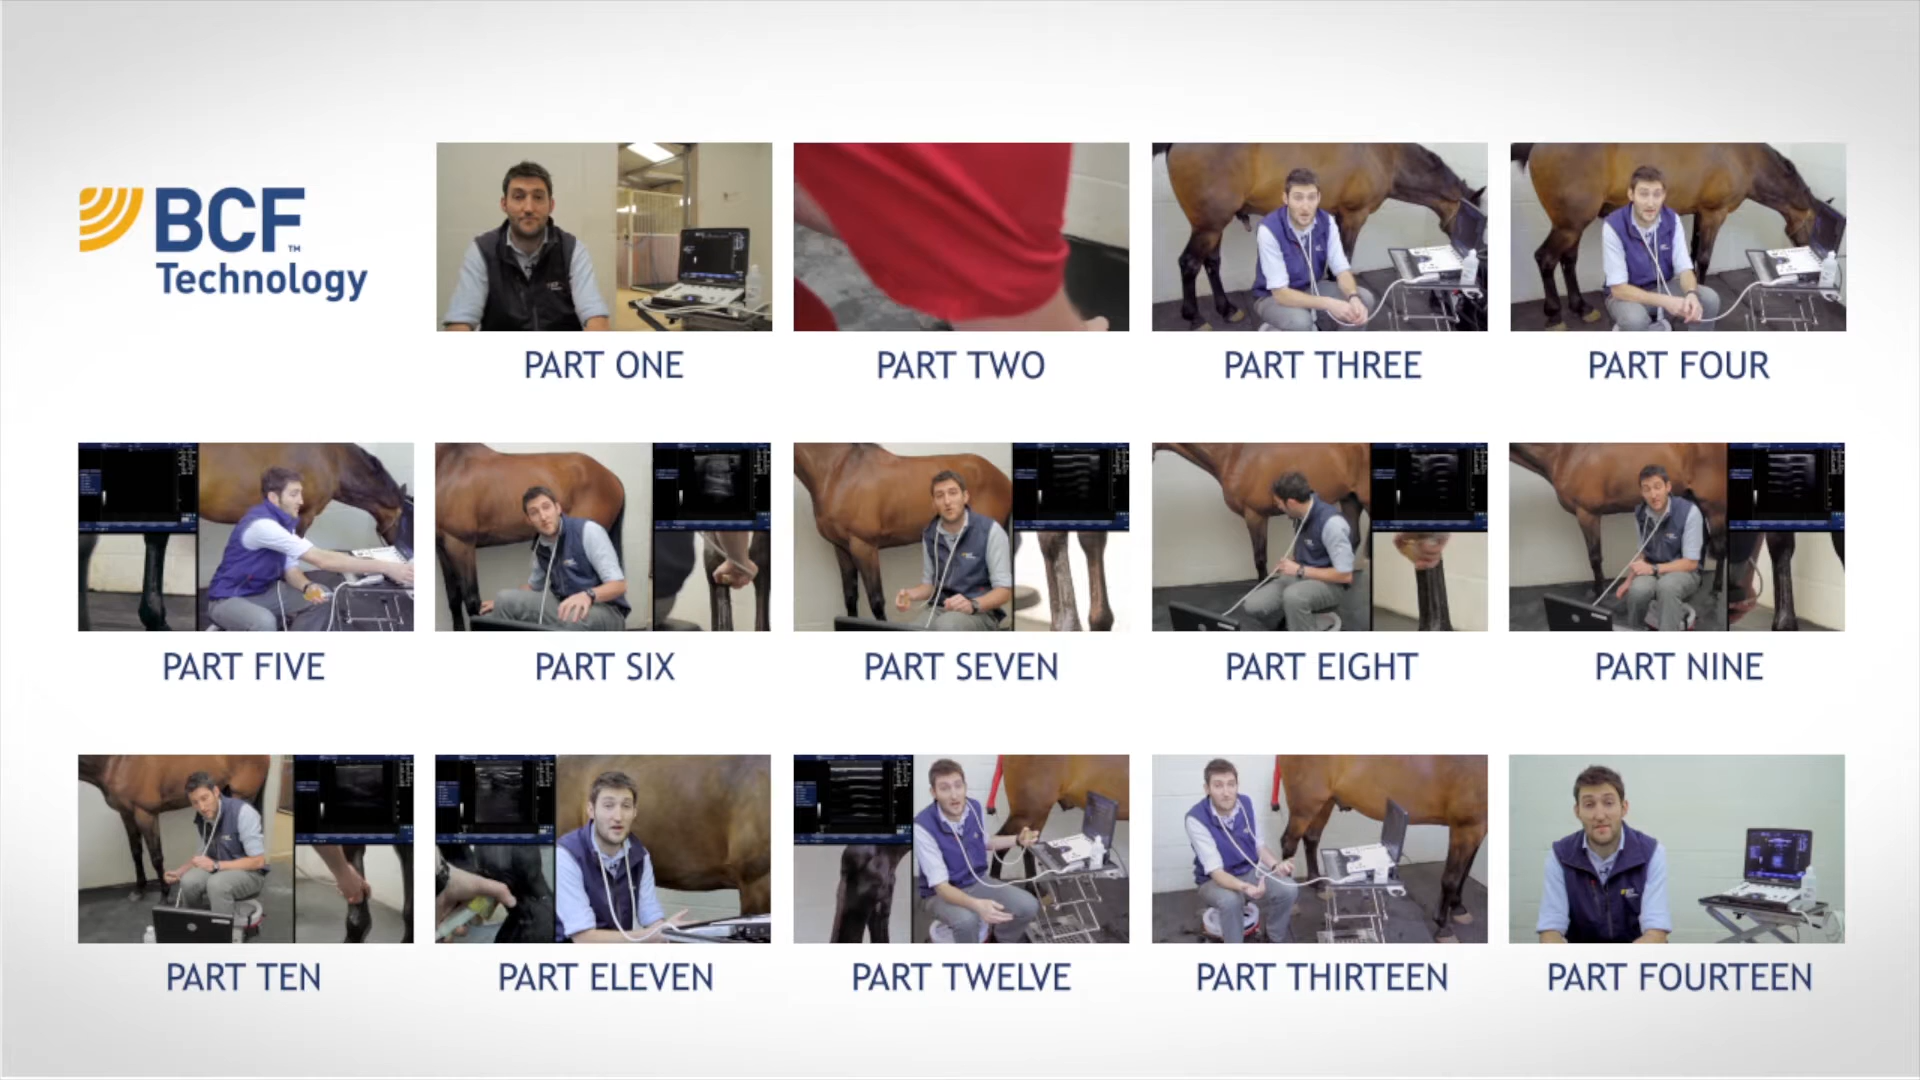 BCF™
Technology
PART ONE
PART TWO
PART THREE
PART FOUR
PART FIVE
PART SIX
PART SEVEN
PART EIGHT
PART NINE
PART TEN
PART ELEVEN
PART TWELVE
PART THIRTEEN
PART FOURTEEN